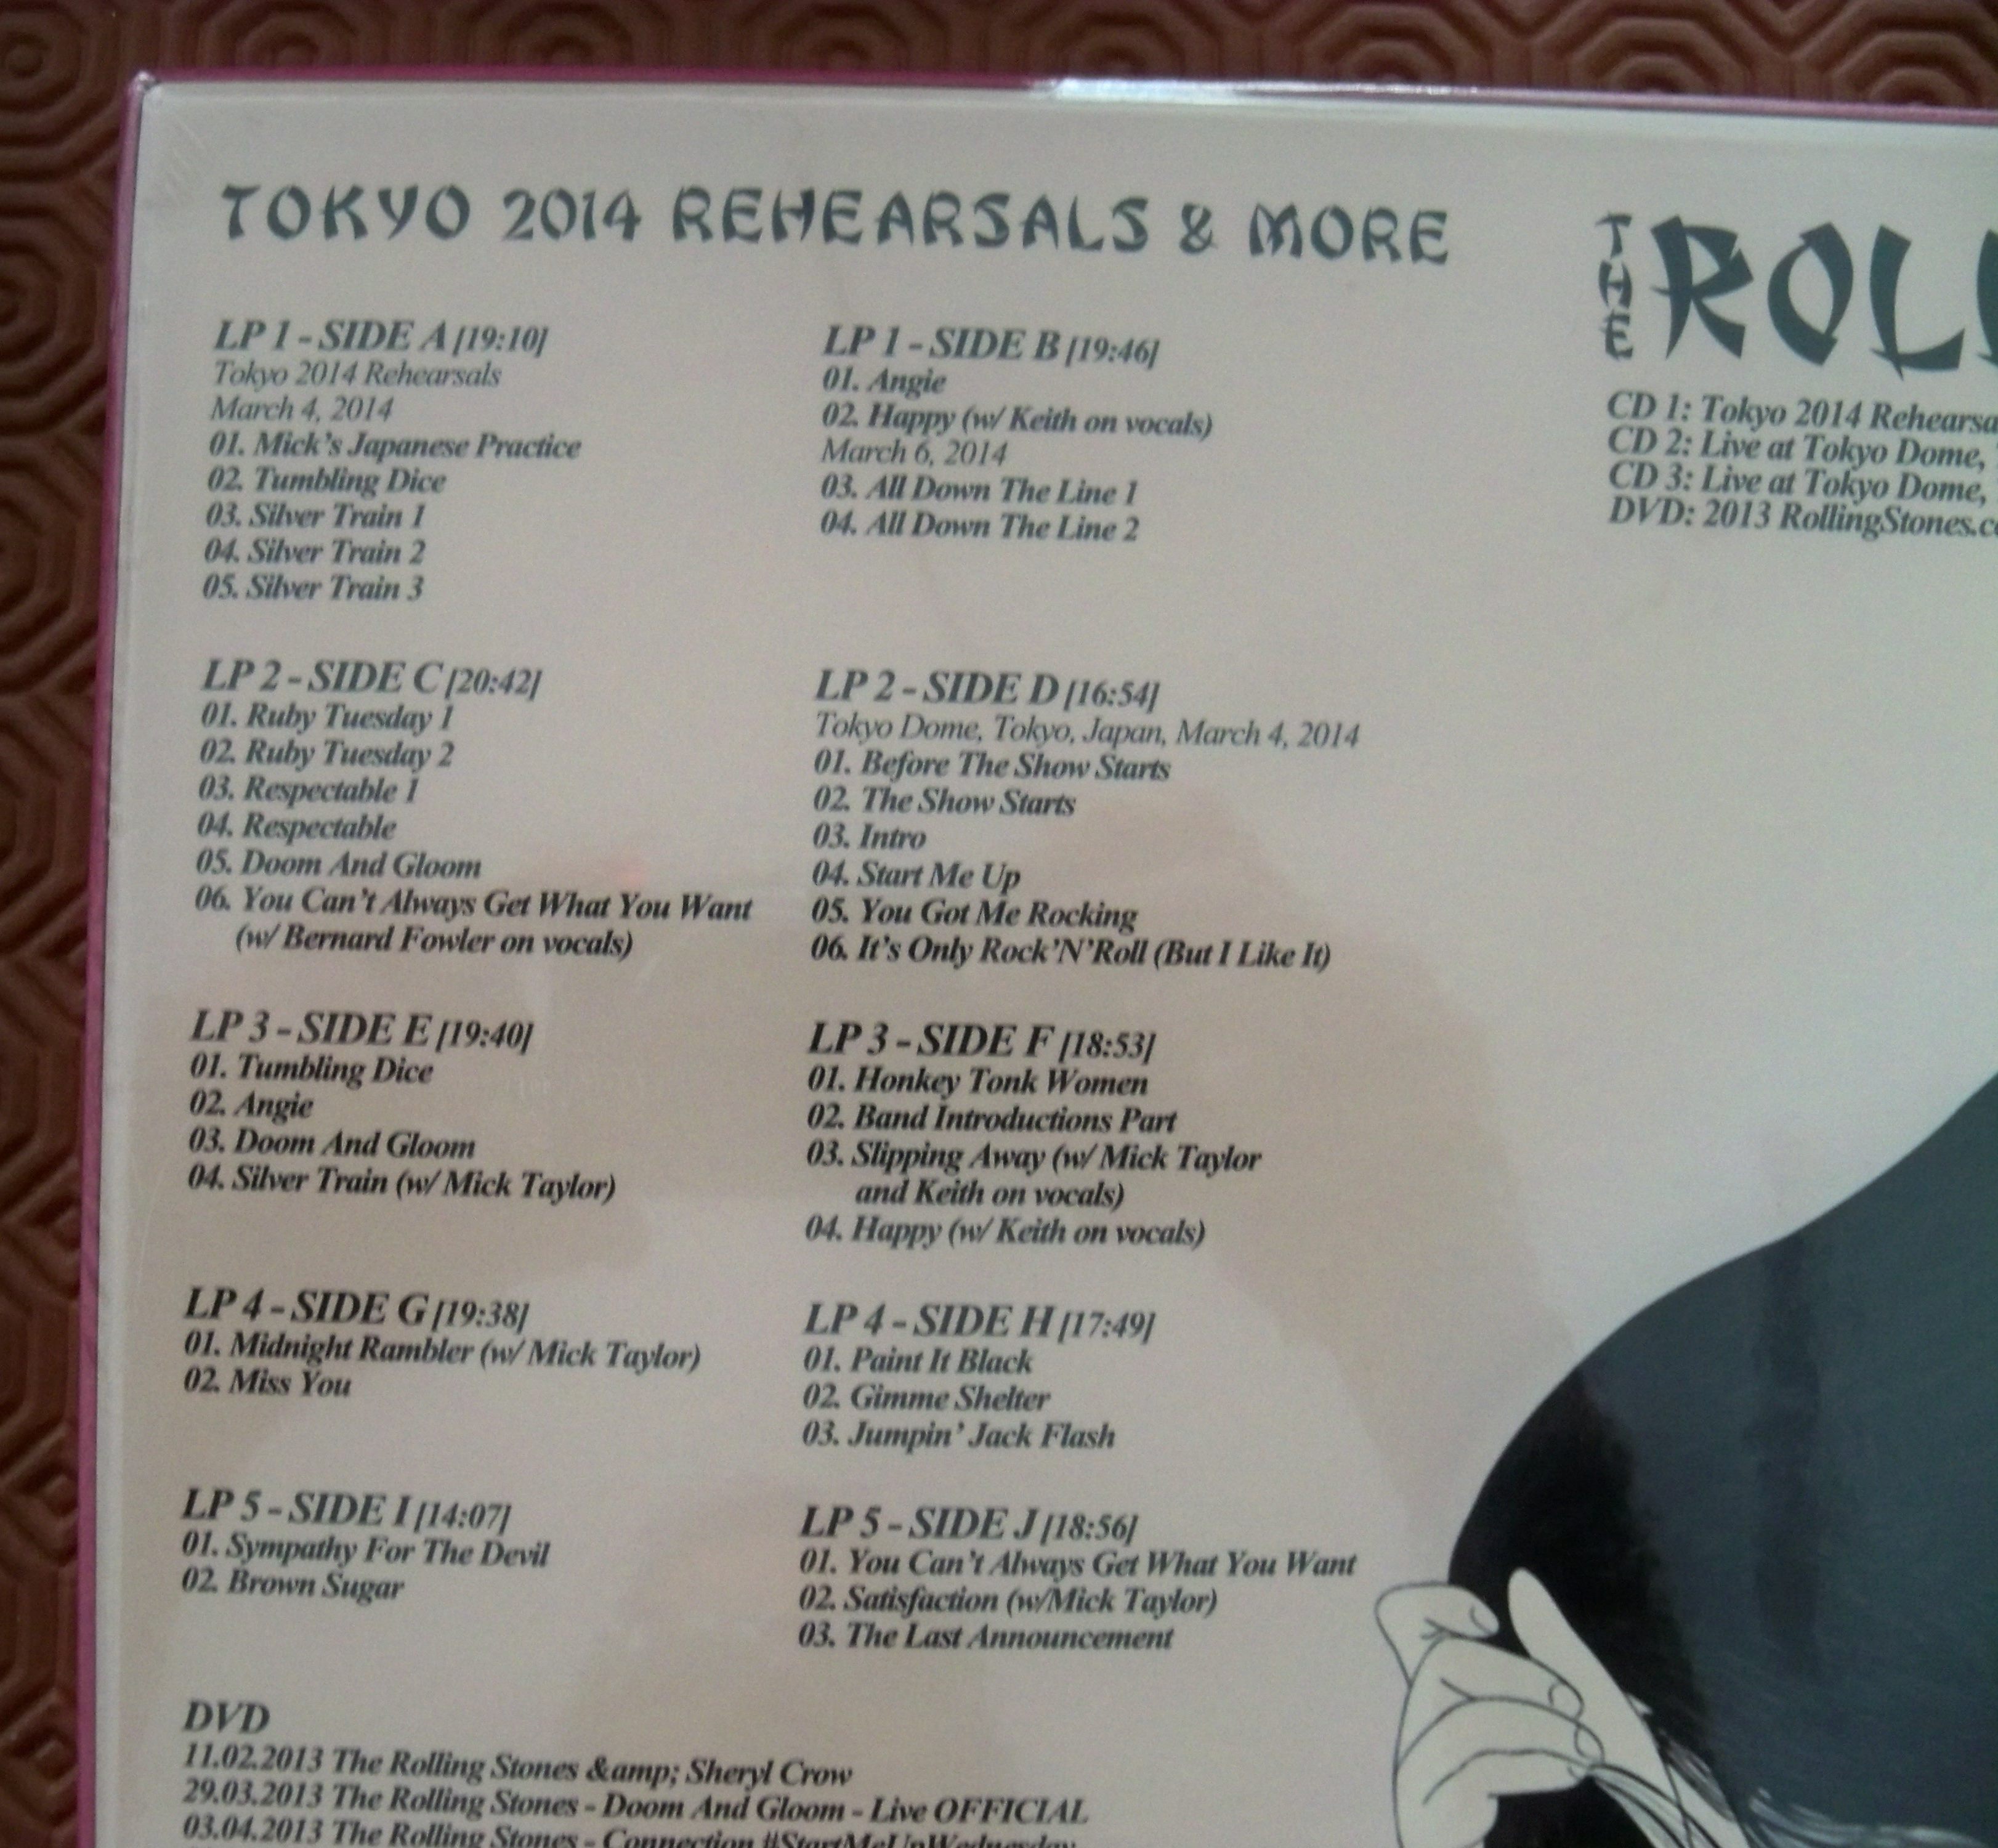 TOKYO 2014 REHEARSALS & MORE
LP 1 - SIDE A [19:10]
Tokyo 2014 Rehearsals
March 4, 2014
01. Mick's Japanese Practice
02. Tumbling Dice
03. Silver Train 1
04. Silver Train 2
05. Silver Train 3
LP 1 - SIDE B [19:46]
01. Angie
02. Happy (w/ Keith on vocals)
March 6, 2014
03. All Down The Line 1
04. All Down The Line 2
LP 2 - SIDE C [20:42]
01. Ruby Tuesday 1
02. Ruby Tuesday 2
03. Respectable 1
04. Respectable
05. Doom And Gloom
06. You Can't Always Get What You Want
(w/ Bernard Fowler on vocals)
LP 2 - SIDE D [16:54]
Tokyo Dome, Tokyo, Japan, March 4, 2014
01. Before The Show Starts
02. The Show Starts
03. Intro
04. Start Me Up
05. You Got Me Rocking
06. It's Only Rock'N'Roll (But I Like It)
LP 3 - SIDE E [19:40]
01. Tumbling Dice
02. Angie
03. Doom And Gloom
04. Silver Train (w/ Mick Taylor)
LP 3 - SIDE F [18:53]
01. Honkey Tonk Women
02. Band Introductions Part
03. Slipping Away (w/ Mick Taylor
and Keith on vocals)
04. Happy (w/ Keith on vocals)
LP 4 - SIDE G [19:38]
01. Midnight Rambler (w/ Mick Taylor)
02. Miss You
LP 4 - SIDE H [17:49]
01. Paint It Black
02. Gimme Shelter
03. Jumpin' Jack Flash
LP 5 - SIDE I [14:07]
01. Sympathy For The Devil
02. Brown Sugar
LP 5 - SIDE J [18:56]
01. You Can't Always Get What You Want
02. Satisfaction (w/Mick Taylor)
03. The Last Announcement
DVD
11.02.2013 The Rolling Stones &amp; Sheryl Crow
29.03.2013 The Rolling Stones - Doom And Gloom - Live OFFICIAL
03.04.2013 The Rolling Stones - Connection #StartMeUpWednesday
THE
ROL
CD 1: Tokyo 2014 Rehearsa
CD 2: Live at Tokyo Dome,
CD 3: Live at Tokyo Dome,
DVD: 2013 RollingStones.c